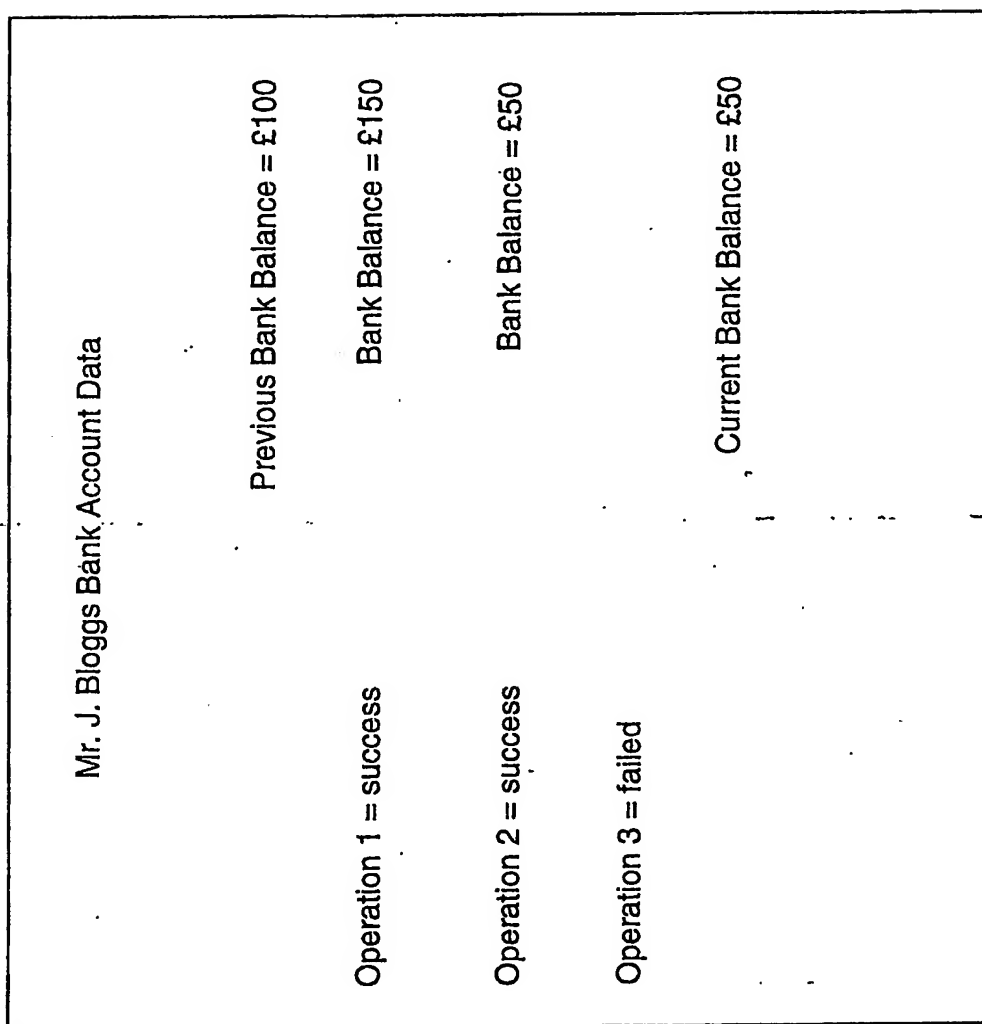 Mr. J. Bloggs Bank Account Data
Previous Bank Balance = £100
Operation 1 = success Bank Balance = £150
Operation 2 = success Bank Balance = £50
Operation 3 = failed
Current Bank Balance = £50